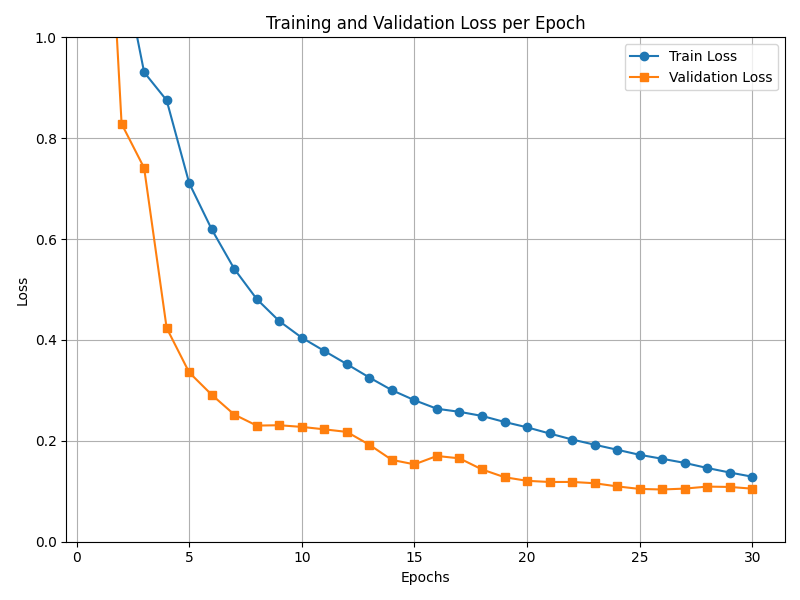 Training and Validation Loss per Epoch
Train Loss
Validation Loss
1.0
0.8
0.6
0.4
0.2
0.0
Loss
0 5 10 15 20 25 30
Epochs